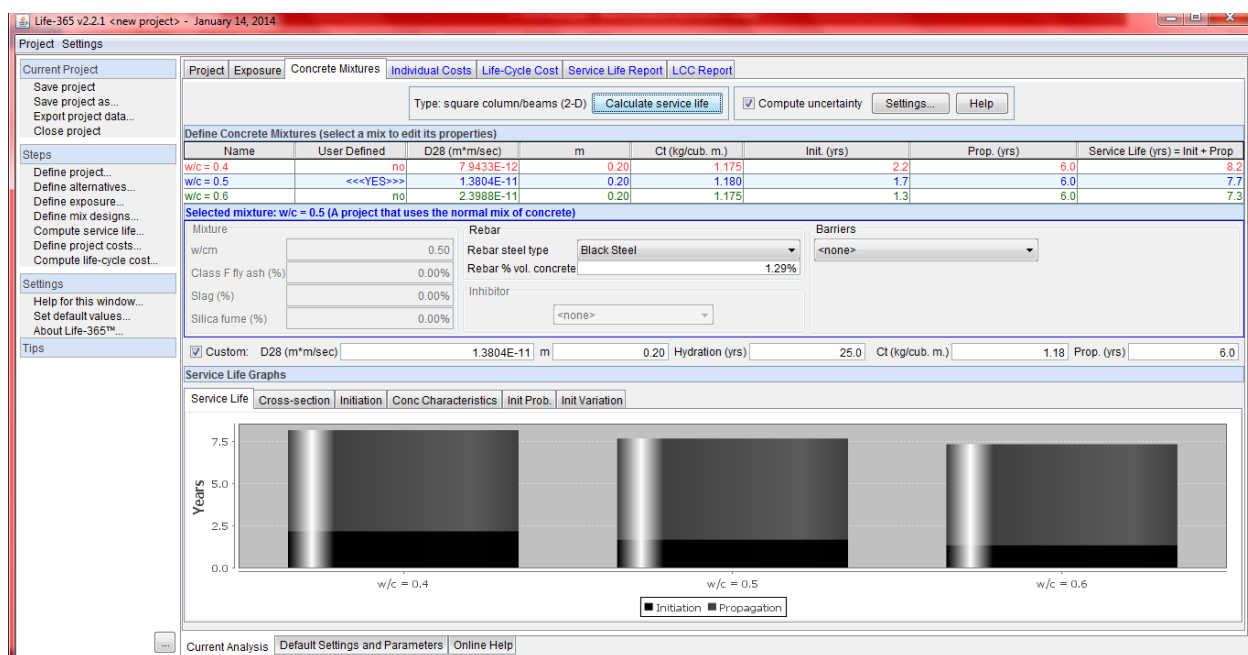 Life-365 v2.2.1 <new project> - January 14, 2014
Project Settings
Current Project
Save project
Save project as...
Export project data...
Close project
Steps
Define project...
Define alternatives...
Define exposure...
Define mix designs...
Compute service life...
Define project costs...
Compute life-cycle cost...
Settings
Help for this window...
Set default values...
About Life-365™...
Tips
...
Project Exposure Concrete Mixtures Individual Costs Life-Cycle Cost Service Life Report LCC Report
Type: square column/beams (2-D) Calculate service life Compute uncertainty Settings... Help
Define Concrete Mixtures (select a mix to edit its properties)
Name User Defined D28 (m*m/sec) m Ct (kg/cub. m.) Init. (yrs) Prop. (yrs) Service Life (yrs) = Init + Prop
w/c = 0.4 no 7.9433E-12 0.20 1.175 2.2 6.0 8.2
w/c = 0.5 <<<YES>>> 1.3804E-11 0.20 1.180 1.7 6.0 7.7
w/c = 0.6 no 2.3988E-11 0.20 1.175 1.3 6.0 7.3
Selected mixture: w/c = 0.5 (A project that uses the normal mix of concrete)
Mixture
w/cm 0.50
Class F fly ash (%) 0.00%
Slag (%) 0.00%
Silica fume (%) 0.00%
Rebar
Rebar steel type Black Steel
Rebar % vol. concrete 1.29%
Inhibitor
<none>
Barriers
<none>
Custom: D28 (m*m/sec) 1.3804E-11 m 0.20 Hydration (yrs) 25.0 Ct (kg/cub. m.) 1.18 Prop. (yrs) 6.0
Service Life Graphs
Service Life Cross-section Initiation Conc Characteristics Init Prob. Init Variation
Years
7.5
5.0
2.5
0.0
w/c = 0.4 w/c = 0.5 w/c = 0.6
Initiation Propagation
Current Analysis Default Settings and Parameters Online Help